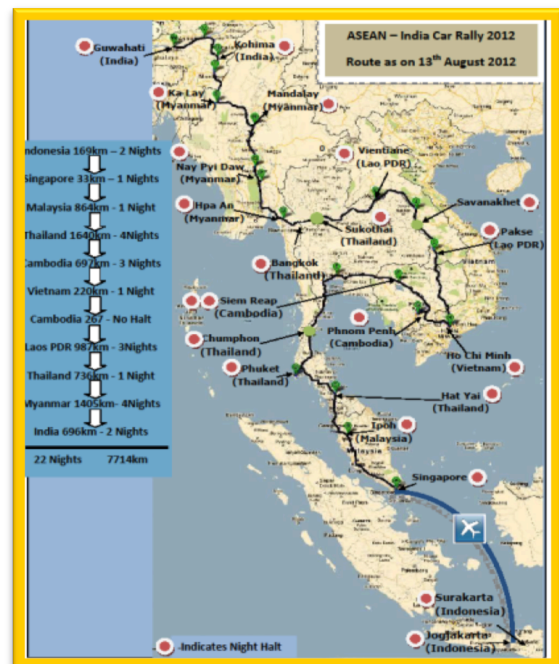 ASEAN – India Car Rally 2012
Route as on 13th August 2012
Guwahati
(India)
Kohima
(India)
Ka Lay
(Myanmar)
Mandalay
(Myanmar)
Indonesia 169km – 2 Nights
Singapore 33km – 1 Nights
Malaysia 864km – 1 Night
Thailand 1640km – 4Nights
Cambodia 697km – 3 Nights
Vietnam 220km – 1 Night
Cambodia 267 - No Halt
Laos PDR 987km – 3Nights
Thailand 736km – 1 Night
Myanmar 1405km- 4Nights
India 696km – 2 Nights
22 Nights 7714km
Nay Pyi Daw
(Myanmar)
Vientiane
(Lao PDR)
Hpa An
(Myanmar)
Sukothai
(Thailand)
Savanakhet
Pakse
(Lao PDR)
Bangkok
(Thailand)
Vietnam
Siem Reap
(Cambodia)
Phnom Penh
(Cambodia)
Chumphon
(Thailand)
Ho Chi Minh
(Vietnam)
Phuket
(Thailand)
Hat Yai
(Thailand)
Ipoh
(Malaysia)
Malaysia
Singapore
Surakarta
(Indonesia)
Jogjakarta
(Indonesia)
-Indicates Night Halt